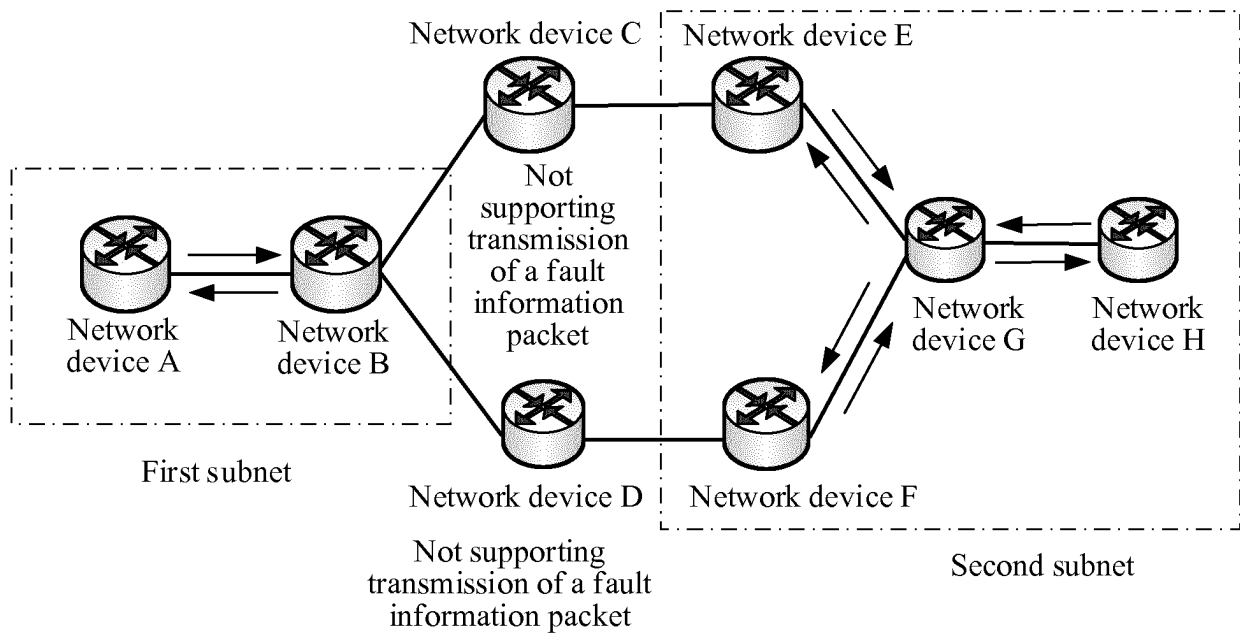 Network device C
Network device E
Not
supporting
transmission
of a fault
information
packet
Network
device A
Network
device B
Network
device G
Network
device H
First subnet
Network device D
Network device F
Not supporting
transmission of a fault
information packet
Second subnet